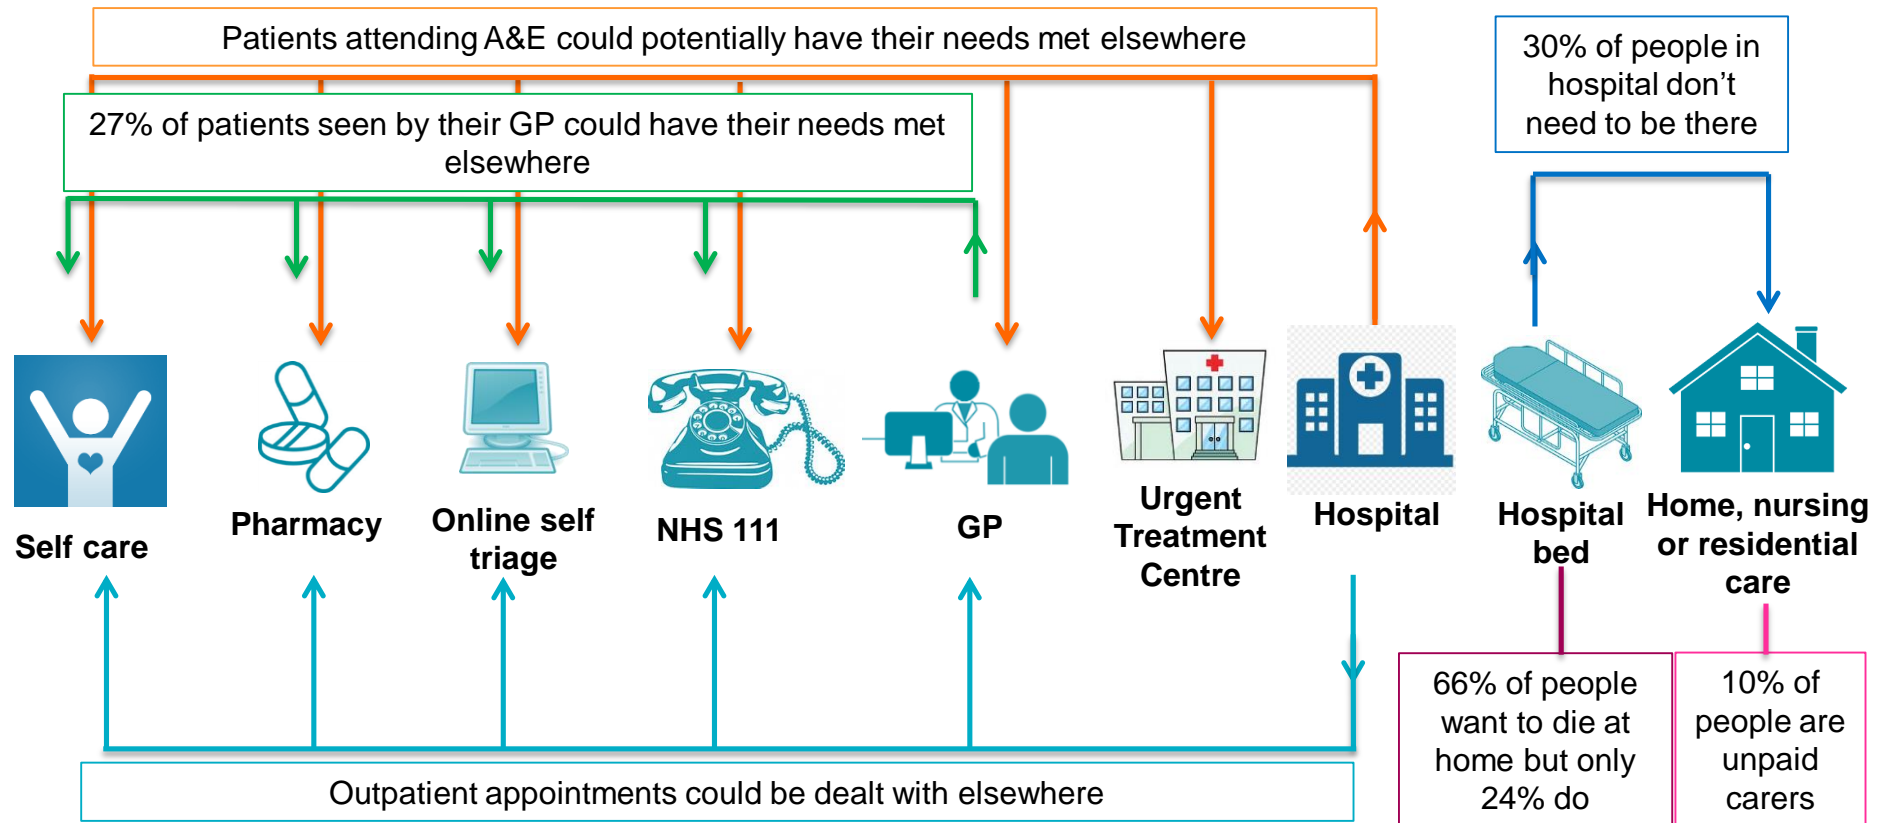 Patients attending A&E could potentially have their needs met elsewhere
30% of people in
hospital don't
need to be there
27% of patients seen by their GP could have their needs met
elsewhere
Self care
Pharmacy
Online self
triage
NHS 111
GP
Urgent
Treatment
Centre
Hospital
Hospital
bed
Home, nursing
or residential
care
66% of people
want to die at
home but only
24% do
10% of
people are
unpaid
carers
Outpatient appointments could be dealt with elsewhere